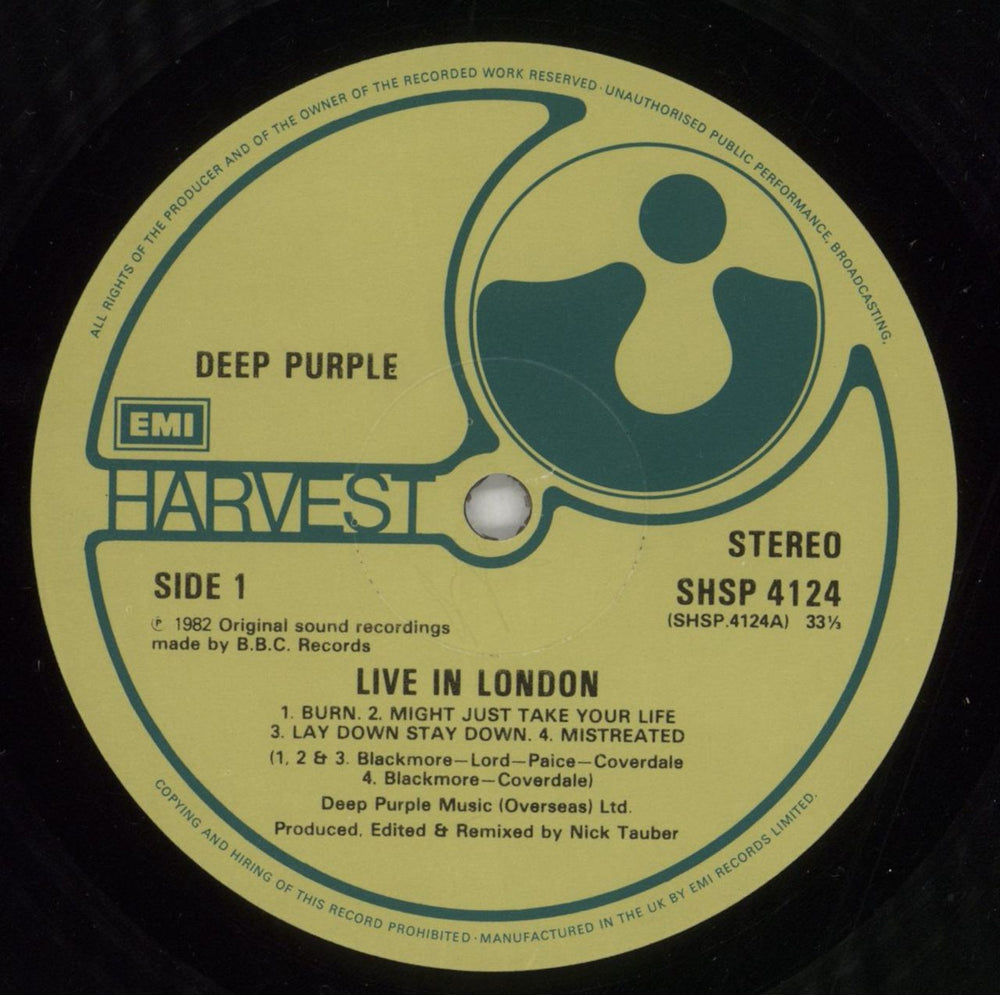 ALL RIGHTS OF THE PRODUCER AND OF THE OWNER OF THE RECORDED WORK RESERVED · UNAUTHORISED PUBLIC PERFORMANCE, BROADCASTING,
DEEP PURPLE
EMI
HARVEST
STEREO
SIDE 1
SHSP 4124
(SHSP.4124A) 33⅓
℗ 1982 Original sound recordings
made by B.B.C. Records
LIVE IN LONDON
1. BURN. 2. MIGHT JUST TAKE YOUR LIFE
3. LAY DOWN STAY DOWN. 4. MISTREATED
(1, 2 & 3. Blackmore—Lord—Paice—Coverdale
4. Blackmore—Coverdale)
Deep Purple Music (Overseas) Ltd.
Produced, Edited & Remixed by Nick Tauber
COPYING AND HIRING OF THIS RECORD PROHIBITED · MANUFACTURED IN THE UK BY EMI RECORDS LIMITED.